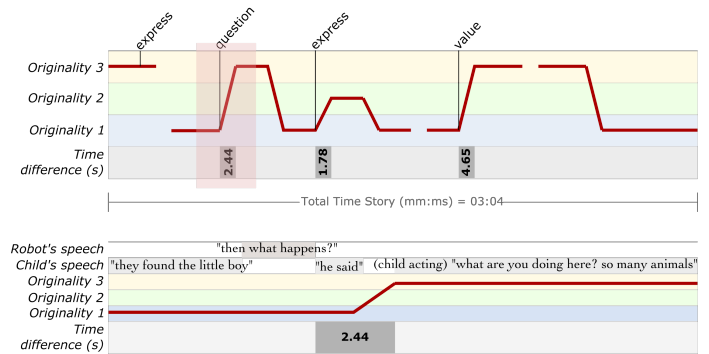 express
question
express
value
Originality 3
Originality 2
Originality 1
Time
difference (s)
2.44
1.78
4.65
Total Time Story (mm:ms) = 03:04
Robot's speech
"then what happens?"
Child's speech
"they found the little boy"
"he said"
(child acting) "what are you doing here? so many animals"
Originality 3
Originality 2
Originality 1
Time
difference (s)
2.44